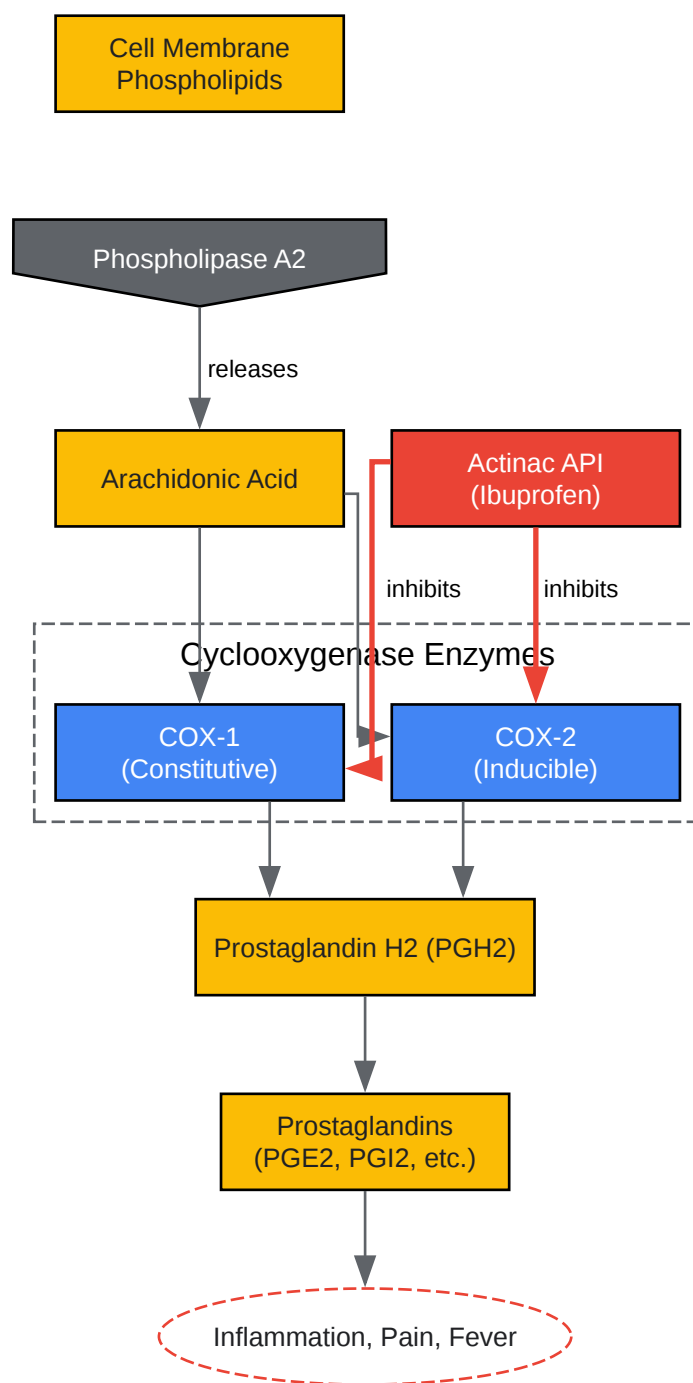 Cell Membrane
Phospholipids
Phospholipase A2
releases
Arachidonic Acid
Actinac API
(Ibuprofen)
inhibits
inhibits
Cyclooxygenase Enzymes
COX-1
(Constitutive)
COX-2
(Inducible)
Prostaglandin H2 (PGH2)
Prostaglandins
(PGE2, PGI2, etc.)
Inflammation, Pain, Fever